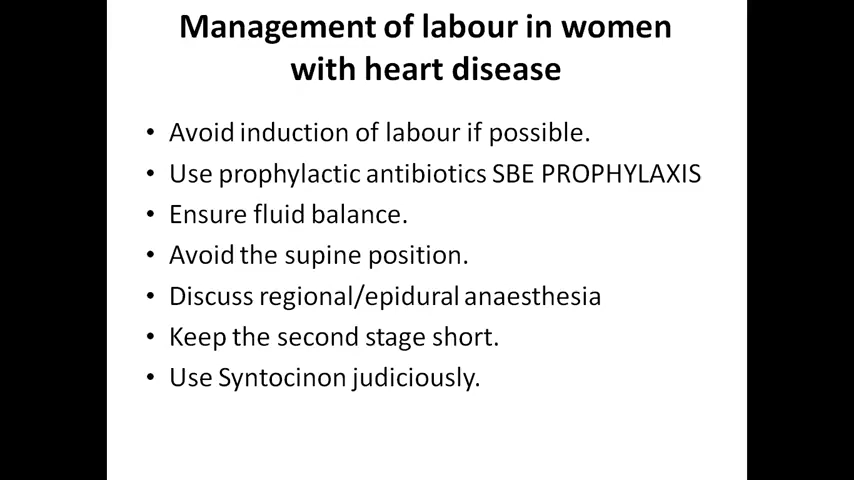 Management of labour in women
with heart disease
• Avoid induction of labour if possible.
• Use prophylactic antibiotics SBE PROPHYLAXIS
• Ensure fluid balance.
• Avoid the supine position.
• Discuss regional/epidural anaesthesia
• Keep the second stage short.
• Use Syntocinon judiciously.